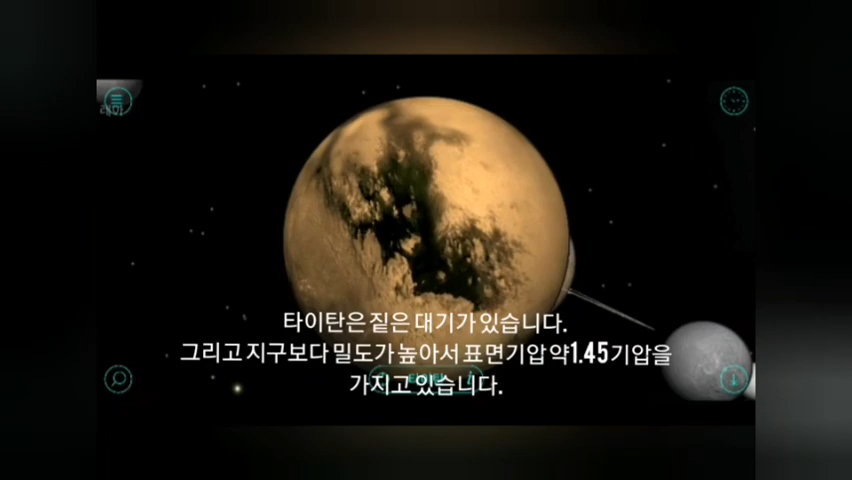 레아
타이탄은 짙은 대기가 있습니다.
그리고 지구보다 밀도가 높아서 표면기압 약1.45기압을
가지고 있습니다.